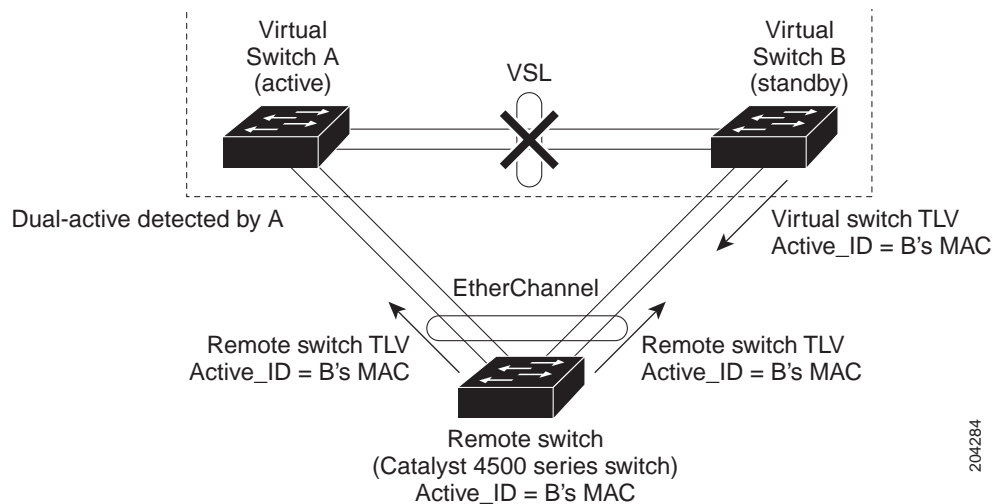 Virtual
Switch A
(active)
VSL
Virtual
Switch B
(standby)
Dual-active detected by A
Virtual switch TLV
Active_ID = B's MAC
EtherChannel
Remote switch TLV
Active_ID = B's MAC
Remote switch TLV
Active_ID = B's MAC
Remote switch
(Catalyst 4500 series switch)
Active_ID = B's MAC
204284